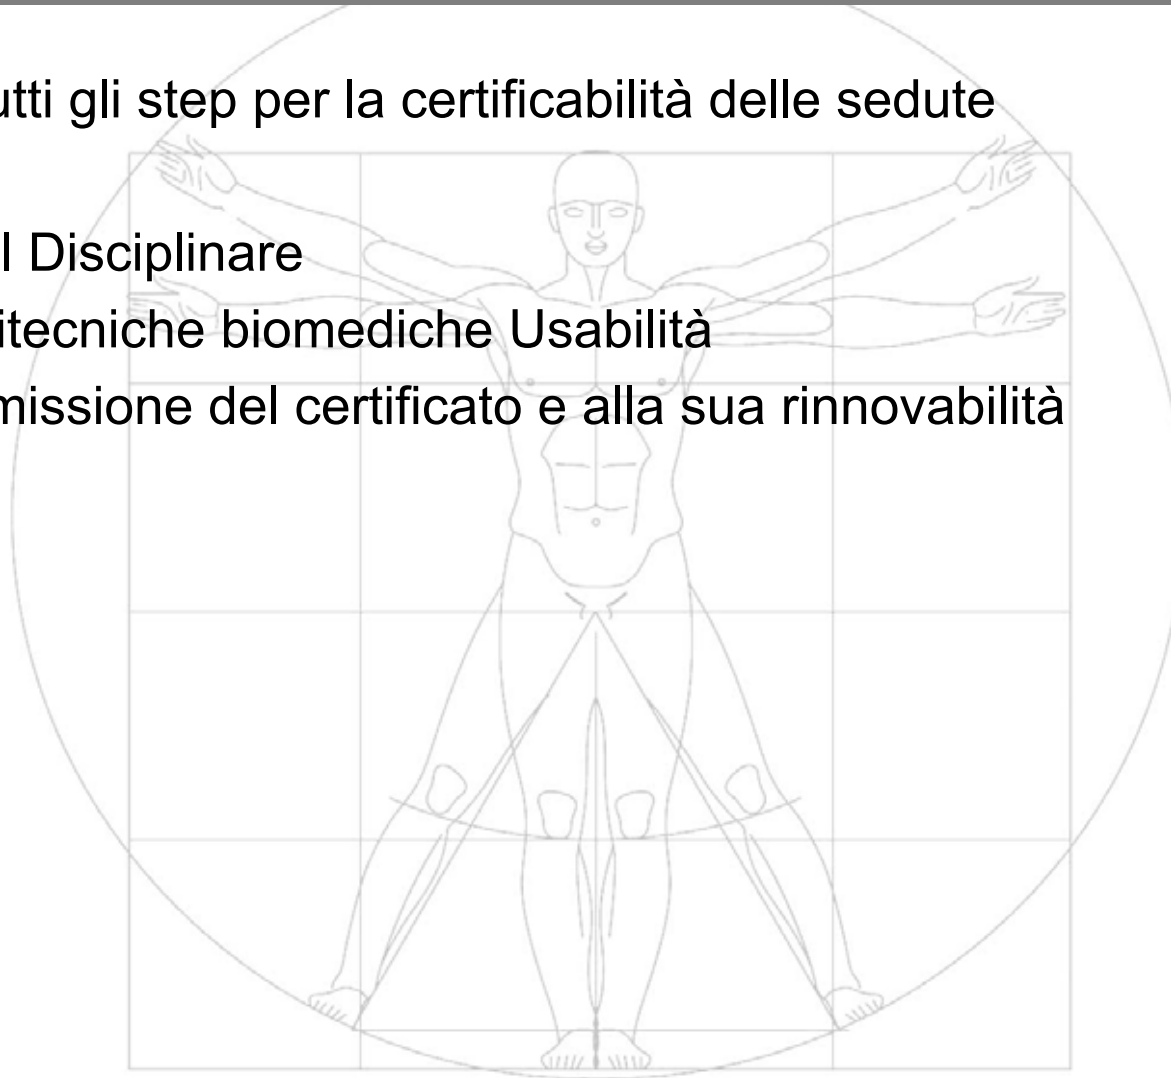 utti gli step per la certificabilità delle sedute
l Disciplinare
itecniche biomediche Usabilità
missione del certificato e alla sua rinnovabilità